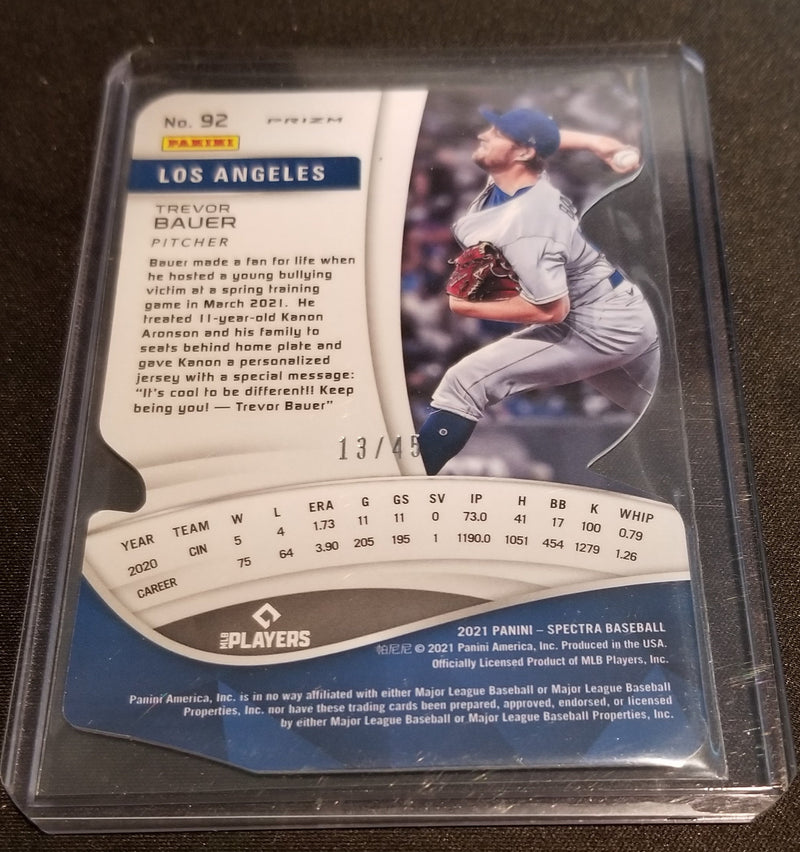 No. 92 PRIZM
PANINI
LOS ANGELES
TREVOR
BAUER
PITCHER
Bauer made a fan for life when
he hosted a young bullying
victim at a spring training
game in March 2021. He
treated 11-year-old Kanon
Aronson and his family to
seats behind home plate and
gave Kanon a personalized
jersey with a special message:
"It's cool to be different!! Keep
being you! — Trevor Bauer"
13/45
YEAR TEAM W L ERA G GS SV IP H BB K WHIP
2020 CIN 5 4 1.73 11 11 0 73.0 41 17 100 0.79
CAREER 75 64 3.90 205 195 1 1190.0 1051 454 1279 1.26
MLB PLAYERS
2021 PANINI – SPECTRA BASEBALL
帕尼尼 © 2021 Panini America, Inc. Produced in the USA.
Officially Licensed Product of MLB Players, Inc.
Panini America, Inc. is in no way affiliated with either Major League Baseball or Major League Baseball
Properties, Inc. nor have these trading cards been prepared, approved, endorsed, or licensed
by either Major League Baseball or Major League Baseball Properties, Inc.